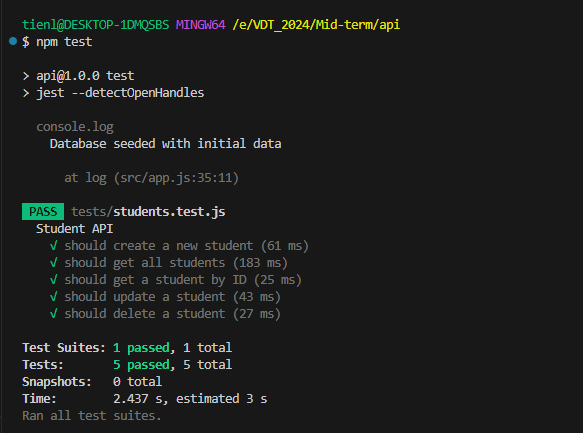 tienl@DESKTOP-1DMQSBS MINGW64 /e/VDT_2024/Mid-term/api
$ npm test
> api@1.0.0 test
> jest --detectOpenHandles
console.log
Database seeded with initial data
at log (src/app.js:35:11)
PASS tests/students.test.js
Student API
√ should create a new student (61 ms)
√ should get all students (183 ms)
√ should get a student by ID (25 ms)
√ should update a student (43 ms)
√ should delete a student (27 ms)
Test Suites: 1 passed, 1 total
Tests: 5 passed, 5 total
Snapshots: 0 total
Time: 2.437 s, estimated 3 s
Ran all test suites.